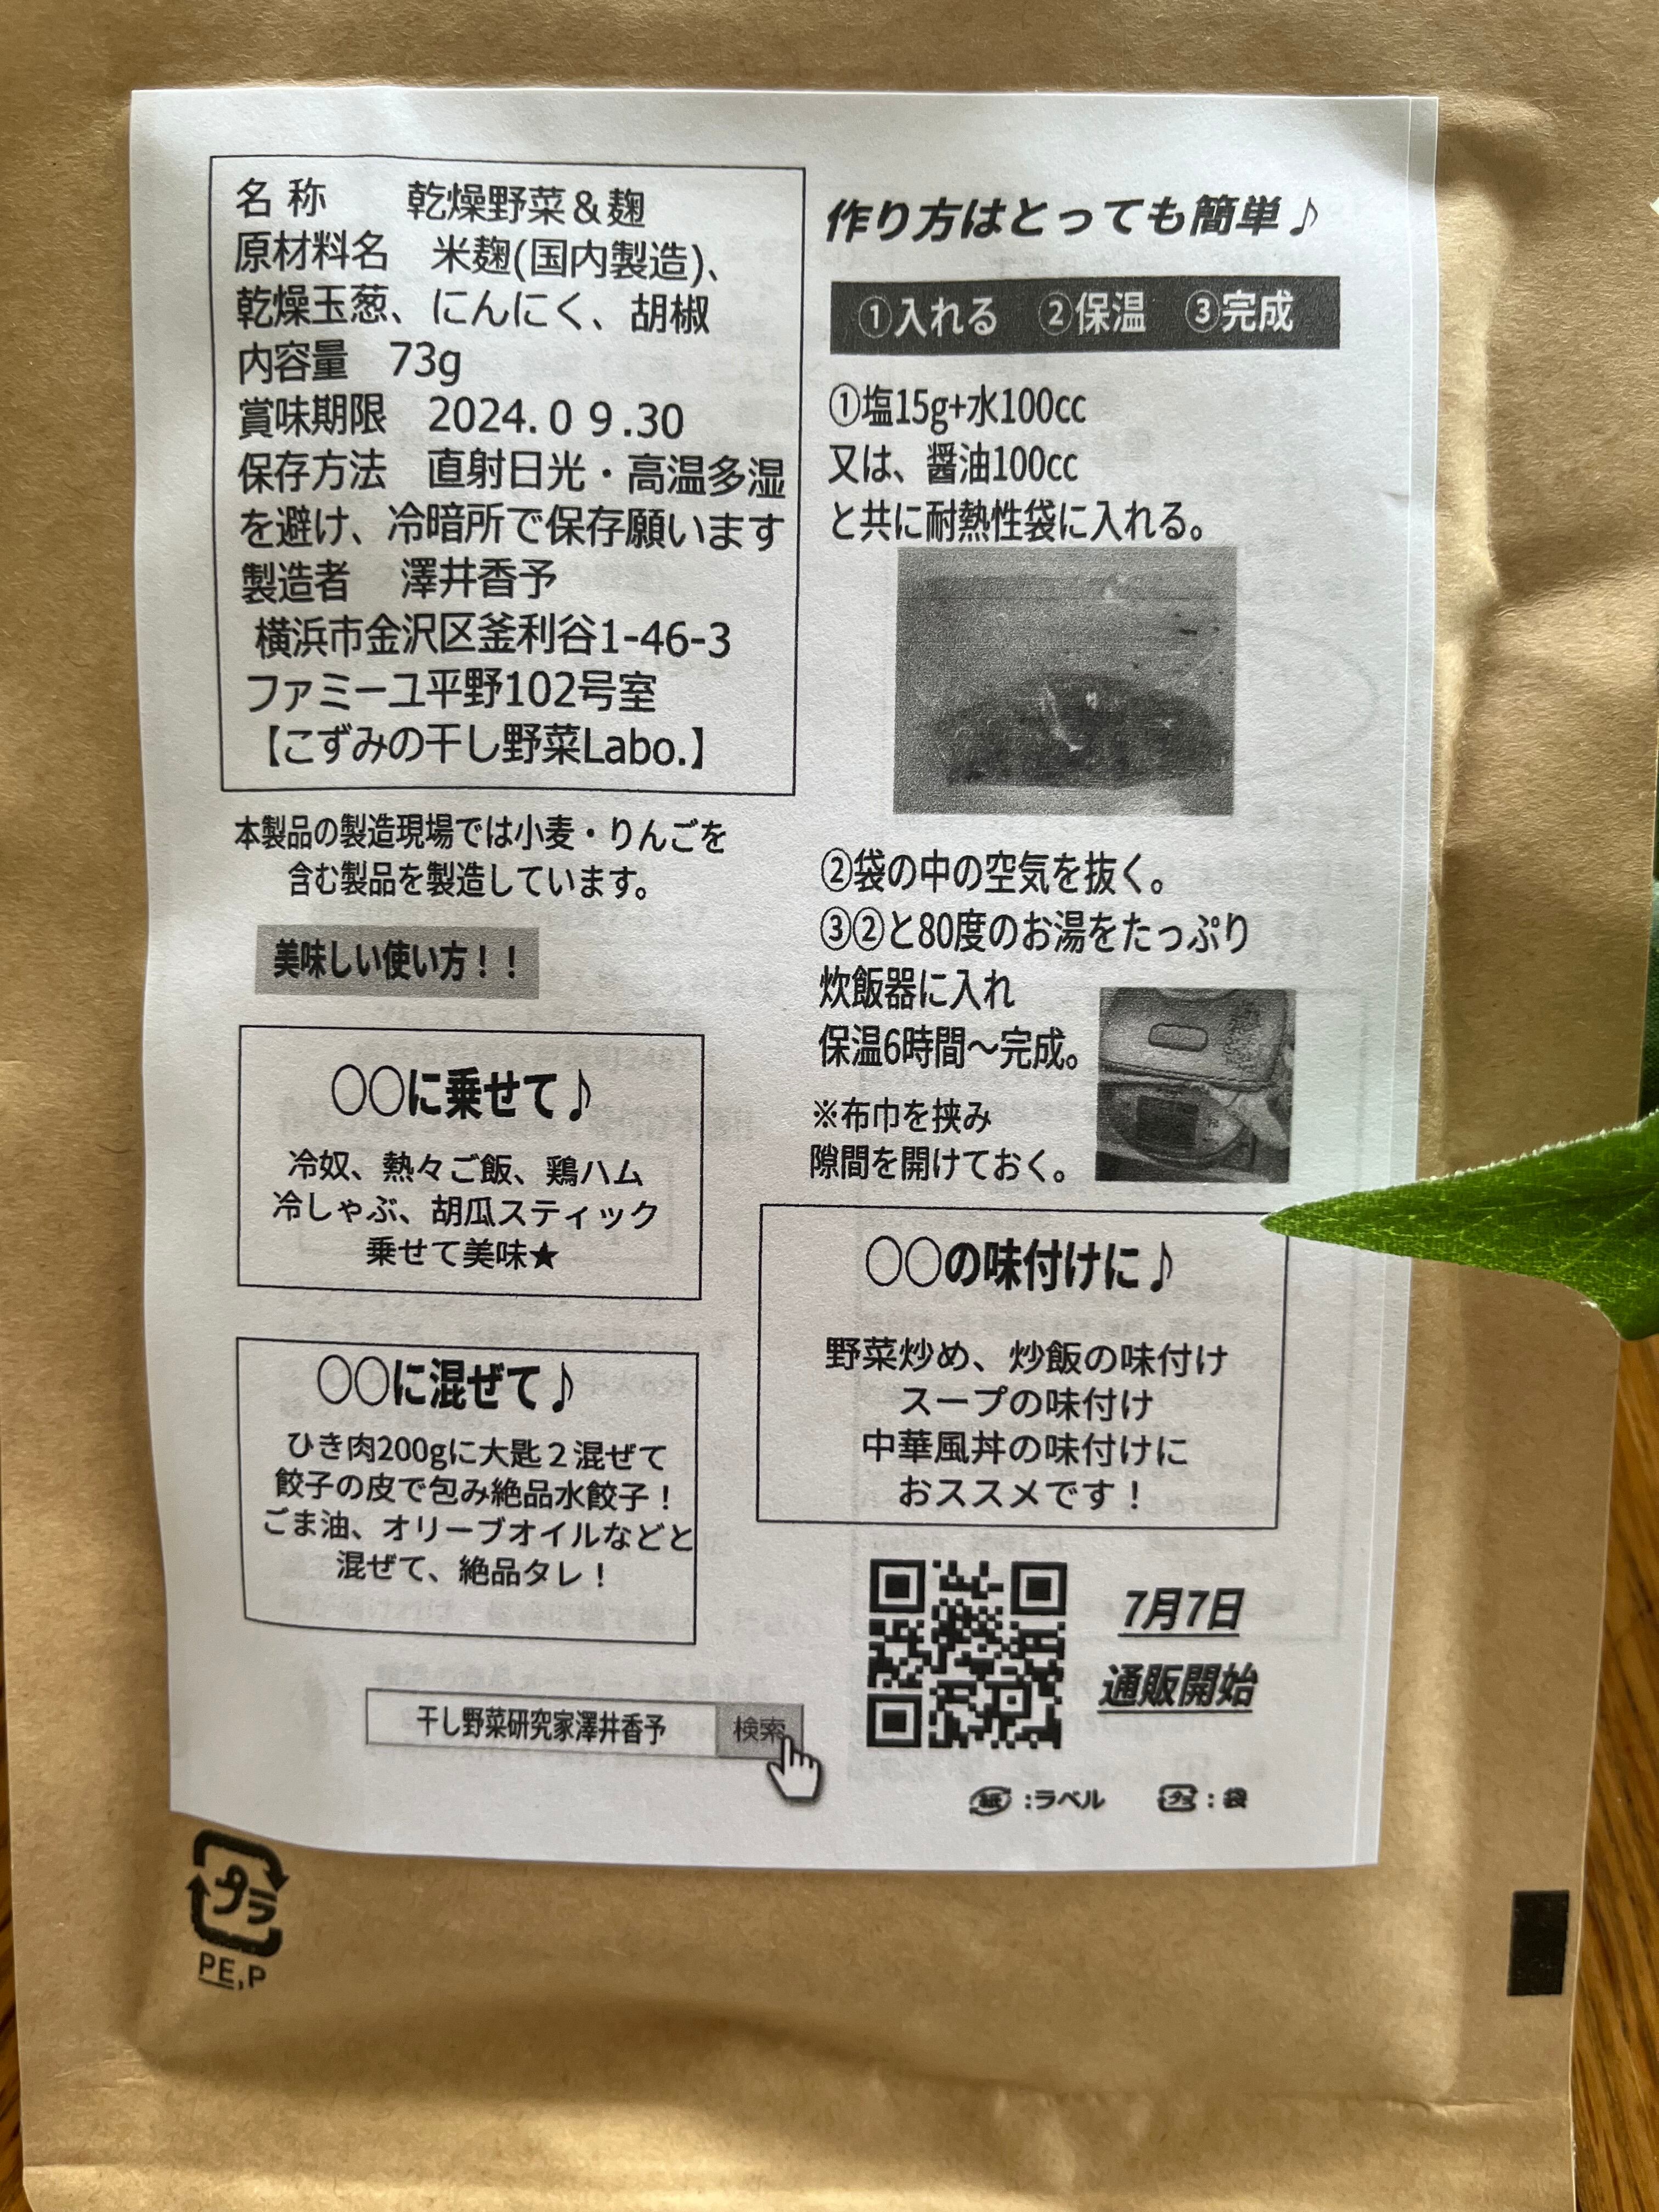 名 称　乾燥野菜＆麹
原材料名　米麹(国内製造)、
乾燥玉葱、にんにく、胡椒
内容量　73g
賞味期限　2024.０９.30
保存方法　直射日光・高温多湿
を避け、冷暗所で保存願います
製造者　澤井香予
横浜市金沢区釜利谷1-46-3
ファミーユ平野102号室
【こずみの干し野菜Labo.】
本製品の製造現場では小麦・りんごを
含む製品を製造しています。
美味しい使い方！！
○○に乗せて♪
冷奴、熱々ご飯、鶏ハム
冷しゃぶ、胡瓜スティック
乗せて美味★
○○に混ぜて♪
ひき肉200gに大匙２混ぜて
餃子の皮で包み絶品水餃子！
ごま油、オリーブオイルなどと
混ぜて、絶品タレ！
干し野菜研究家澤井香予 検索
作り方はとっても簡単♪
①入れる　②保温　③完成
①塩15g+水100cc
又は、醤油100cc
と共に耐熱性袋に入れる。
②袋の中の空気を抜く。
③②と80度のお湯をたっぷり
炊飯器に入れ
保温6時間〜完成。
※布巾を挟み
隙間を開けておく。
○○の味付けに♪
野菜炒め、炒飯の味付け
スープの味付け
中華風丼の味付けに
おススメです！
7月7日
通販開始
紙:ラベル　プラ:袋
プラ
PE,P